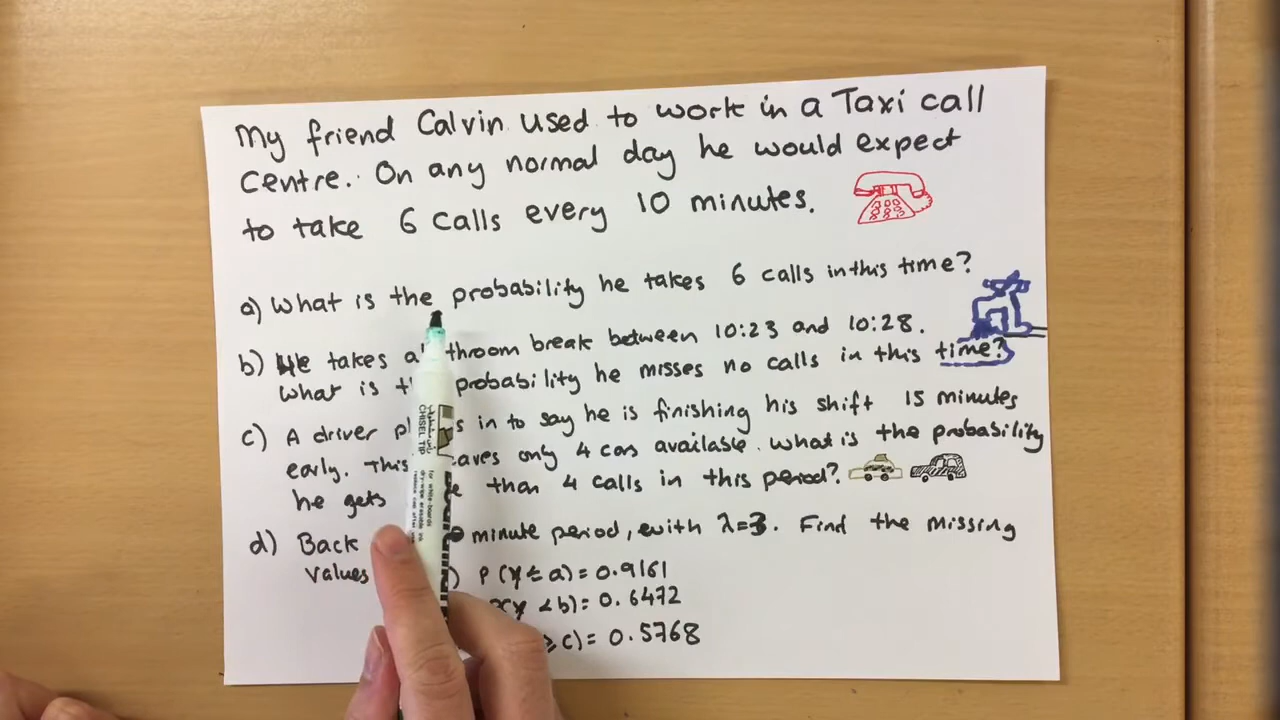 My friend Calvin used to work in a Taxi call
Centre. On any normal day he would expect
to take 6 calls every 10 minutes.
a) What is the probability he takes 6 calls in this time?
b) He takes a throom break between 10:23 and 10:28.
What is probability he misses no calls in this time?
c) A driver in to say he is finishing his shift 15 minutes
early. This only 4 cars available. What is the probability
he gets than 4 calls in this period?
d) Back minute period, with λ=3. Find the missing
values P(X ≤ a) = 0.9161
(X < b) = 0.6472
≥ c) = 0.5768
CHISEL TIP
for white-boards